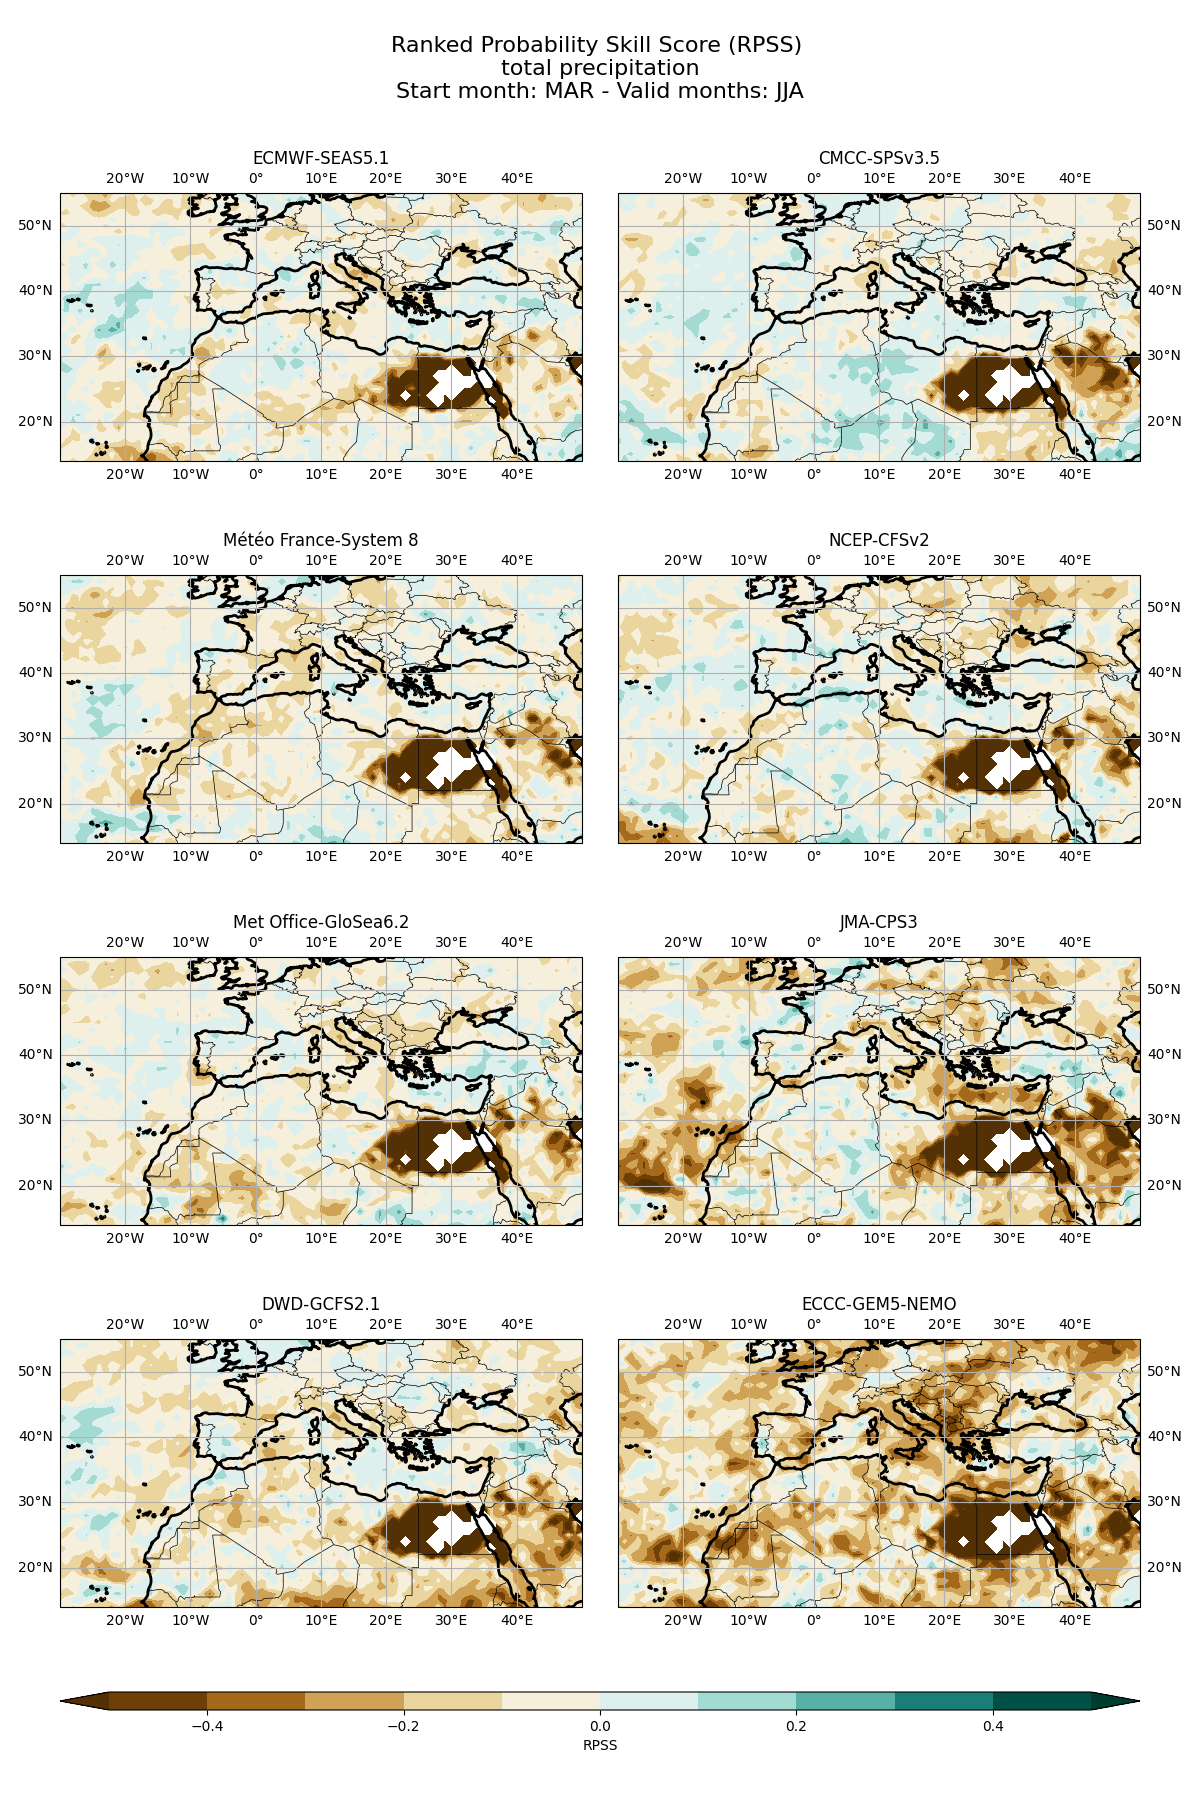 Ranked Probability Skill Score (RPSS)
total precipitation
Start month: MAR - Valid months: JJA
ECMWF-SEAS5.1
20°W 10°W 0° 10°E 20°E 30°E 40°E
50°N
40°N
30°N
20°N
20°W 10°W 0° 10°E 20°E 30°E 40°E
CMCC-SPSv3.5
20°W 10°W 0° 10°E 20°E 30°E 40°E
50°N
40°N
30°N
20°N
20°W 10°W 0° 10°E 20°E 30°E 40°E
Météo France-System 8
20°W 10°W 0° 10°E 20°E 30°E 40°E
50°N
40°N
30°N
20°N
20°W 10°W 0° 10°E 20°E 30°E 40°E
NCEP-CFSv2
20°W 10°W 0° 10°E 20°E 30°E 40°E
50°N
40°N
30°N
20°N
20°W 10°W 0° 10°E 20°E 30°E 40°E
Met Office-GloSea6.2
20°W 10°W 0° 10°E 20°E 30°E 40°E
50°N
40°N
30°N
20°N
20°W 10°W 0° 10°E 20°E 30°E 40°E
JMA-CPS3
20°W 10°W 0° 10°E 20°E 30°E 40°E
50°N
40°N
30°N
20°N
20°W 10°W 0° 10°E 20°E 30°E 40°E
DWD-GCFS2.1
20°W 10°W 0° 10°E 20°E 30°E 40°E
50°N
40°N
30°N
20°N
20°W 10°W 0° 10°E 20°E 30°E 40°E
ECCC-GEM5-NEMO
20°W 10°W 0° 10°E 20°E 30°E 40°E
50°N
40°N
30°N
20°N
20°W 10°W 0° 10°E 20°E 30°E 40°E
−0.4 −0.2 0.0 0.2 0.4
RPSS